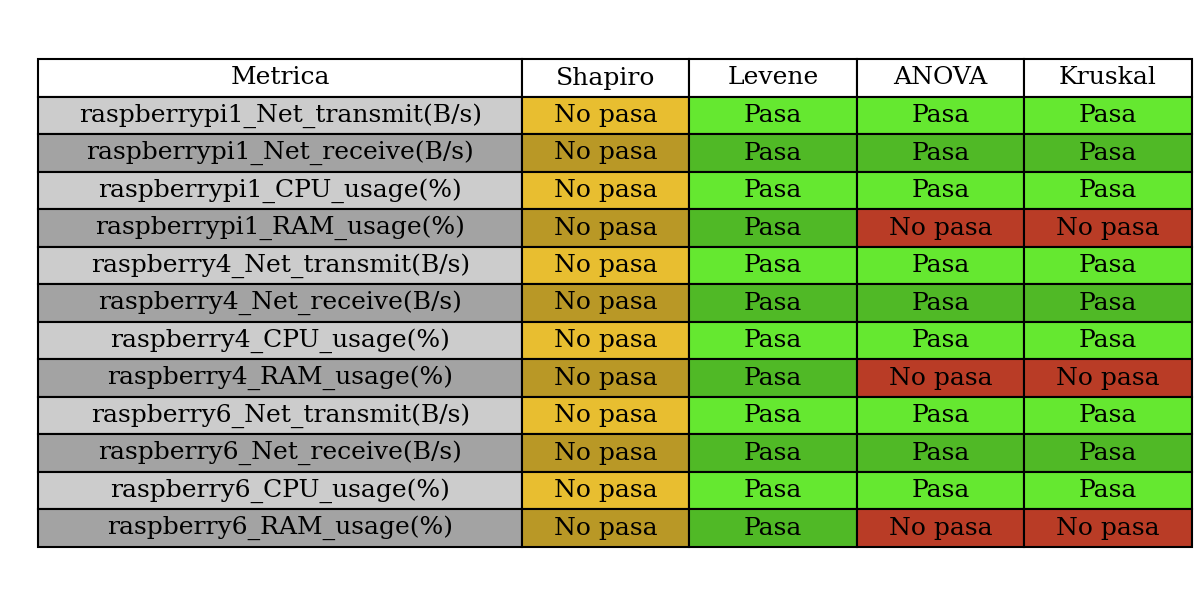 Metrica Shapiro Levene ANOVA Kruskal
raspberrypi1_Net_transmit(B/s) No pasa Pasa Pasa Pasa
raspberrypi1_Net_receive(B/s) No pasa Pasa Pasa Pasa
raspberrypi1_CPU_usage(%) No pasa Pasa Pasa Pasa
raspberrypi1_RAM_usage(%) No pasa Pasa No pasa No pasa
raspberry4_Net_transmit(B/s) No pasa Pasa Pasa Pasa
raspberry4_Net_receive(B/s) No pasa Pasa Pasa Pasa
raspberry4_CPU_usage(%) No pasa Pasa Pasa Pasa
raspberry4_RAM_usage(%) No pasa Pasa No pasa No pasa
raspberry6_Net_transmit(B/s) No pasa Pasa Pasa Pasa
raspberry6_Net_receive(B/s) No pasa Pasa Pasa Pasa
raspberry6_CPU_usage(%) No pasa Pasa Pasa Pasa
raspberry6_RAM_usage(%) No pasa Pasa No pasa No pasa